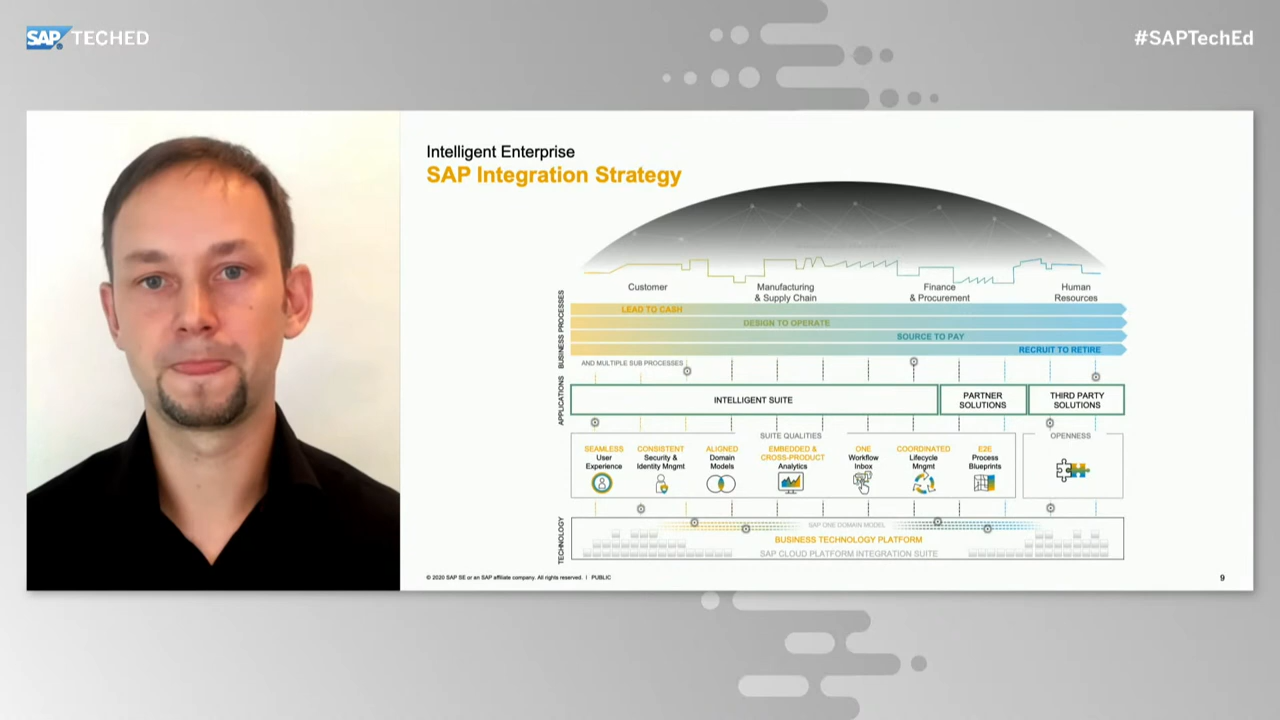 SAP TECHED
#SAPTechEd
Intelligent Enterprise
SAP Integration Strategy
Customer
Manufacturing
& Supply Chain
Finance
& Procurement
Human
Resources
BUSINESS PROCESSES
LEAD TO CASH
DESIGN TO OPERATE
SOURCE TO PAY
RECRUIT TO RETIRE
AND MULTIPLE SUB PROCESSES
APPLICATIONS
INTELLIGENT SUITE
PARTNER
SOLUTIONS
THIRD PARTY
SOLUTIONS
SUITE QUALITIES
OPENNESS
SEAMLESS
User
Experience
CONSISTENT
Security &
Identity Mngmt
ALIGNED
Domain
Models
EMBEDDED &
CROSS-PRODUCT
Analytics
ONE
Workflow
Inbox
COORDINATED
Lifecycle
Mngmt
E2E
Process
Blueprints
TECHNOLOGY
SAP ONE DOMAIN MODEL
BUSINESS TECHNOLOGY PLATFORM
SAP CLOUD PLATFORM INTEGRATION SUITE
© 2020 SAP SE or an SAP affiliate company. All rights reserved. | PUBLIC
9